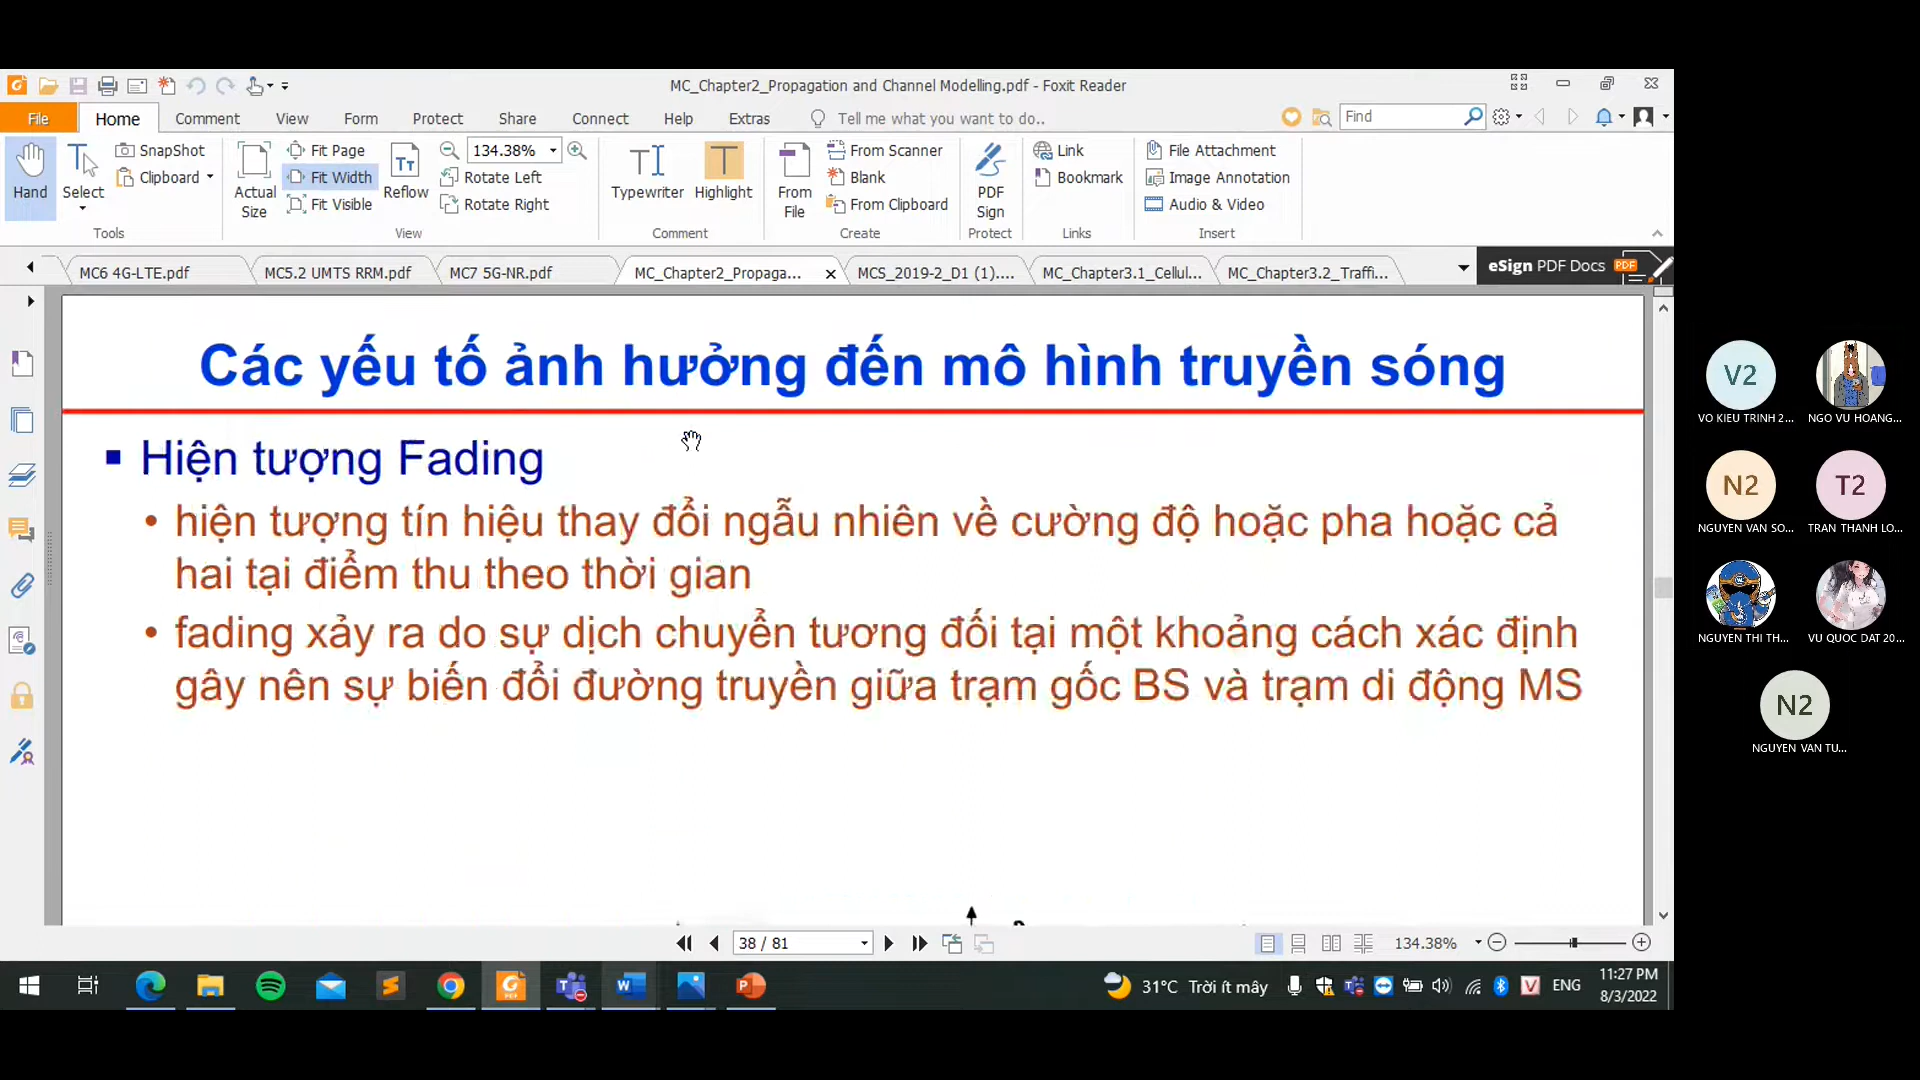 MC_Chapter2_Propagation and Channel Modelling.pdf - Foxit Reader
File Home Comment View Form Protect Share Connect Help Extras Tell me what you want to do.. Find
Hand
Select
SnapShot
Clipboard
Tools
Actual Size
Fit Page
Fit Width
Fit Visible
Reflow
134.38%
Rotate Left
Rotate Right
View
Typewriter
Highlight
Comment
From File
From Scanner
Blank
From Clipboard
Create
PDF Sign
Protect
Link
Bookmark
Links
File Attachment
Image Annotation
Audio & Video
Insert
MC6 4G-LTE.pdf
MC5.2 UMTS RRM.pdf
MC7 5G-NR.pdf
MC_Chapter2_Propaga...
MCS_2019-2_D1 (1)....
MC_Chapter3.1_Cellul...
MC_Chapter3.2_Traffi...
eSign PDF Docs
PDF
Các yếu tố ảnh hưởng đến mô hình truyền sóng
▪ Hiện tượng Fading
• hiện tượng tín hiệu thay đổi ngẫu nhiên về cường độ hoặc pha hoặc cả
hai tại điểm thu theo thời gian
• fading xảy ra do sự dịch chuyển tương đối tại một khoảng cách xác định
gây nên sự biến đổi đường truyền giữa trạm gốc BS và trạm di động MS
38 / 81
134.38%
31°C Trời ít mây
ENG
11:27 PM
8/3/2022
V2
VO KIEU TRINH 2...
NGO VU HOANG...
N2
NGUYEN VAN SO...
T2
TRAN THANH LO...
NGUYEN THI TH...
VU QUOC DAT 20...
N2
NGUYEN VAN TU...